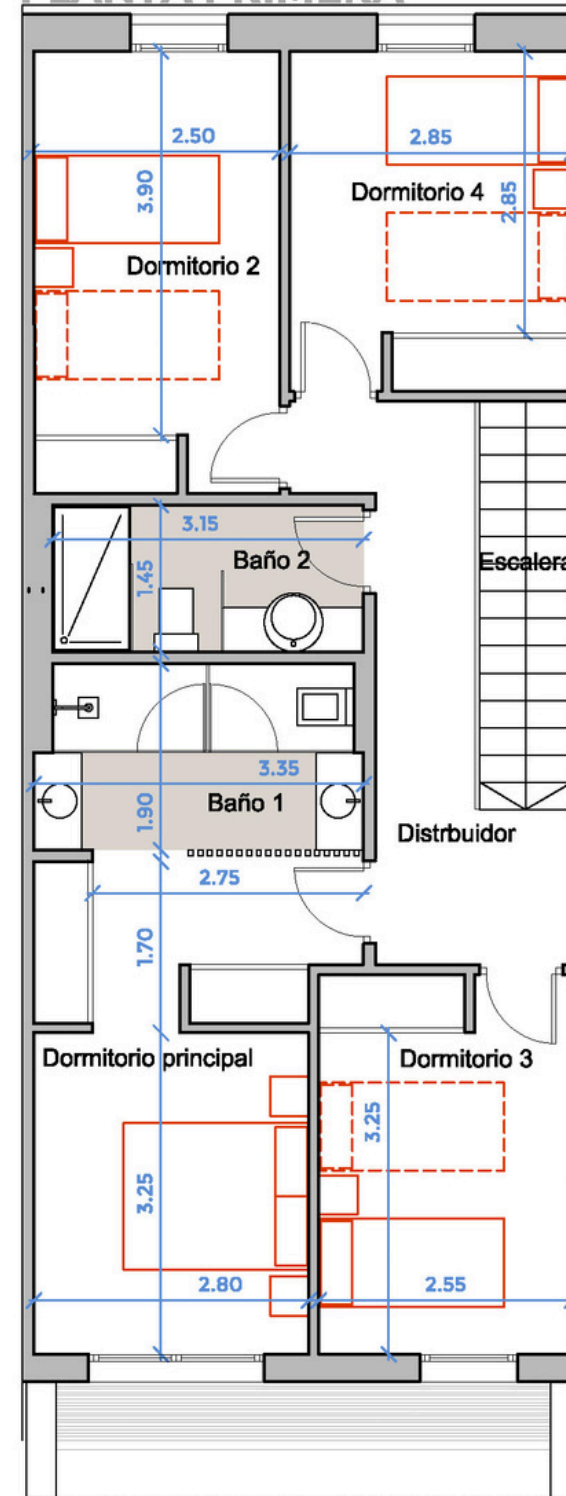 PLANTA PRIMERA
2.50
2.85
3.90
Dormitorio 4
2.85
Dormitorio 2
3.15
Baño 2
1.45
Escalera
3.35
Baño 1
1.90
Distrbuidor
2.75
1.70
Dormitorio principal
Dormitorio 3
3.25
3.25
2.80
2.55